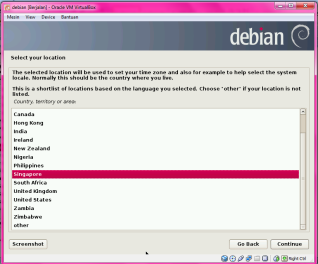 debian [Berjalan] - Oracle VM VirtualBox
Mesin View Device Bantuan
debian
Select your location
The selected location will be used to set your time zone and also for example to help select the system
locale. Normally this should be the country where you live.
This is a shortlist of locations based on the language you selected. Choose "other" if your location is not
listed.
Country, territory or area:
Canada
Hong Kong
India
Ireland
New Zealand
Nigeria
Philippines
Singapore
South Africa
United Kingdom
United States
Zambia
Zimbabwe
other
Screenshot
Go Back
Continue
Right Ctrl